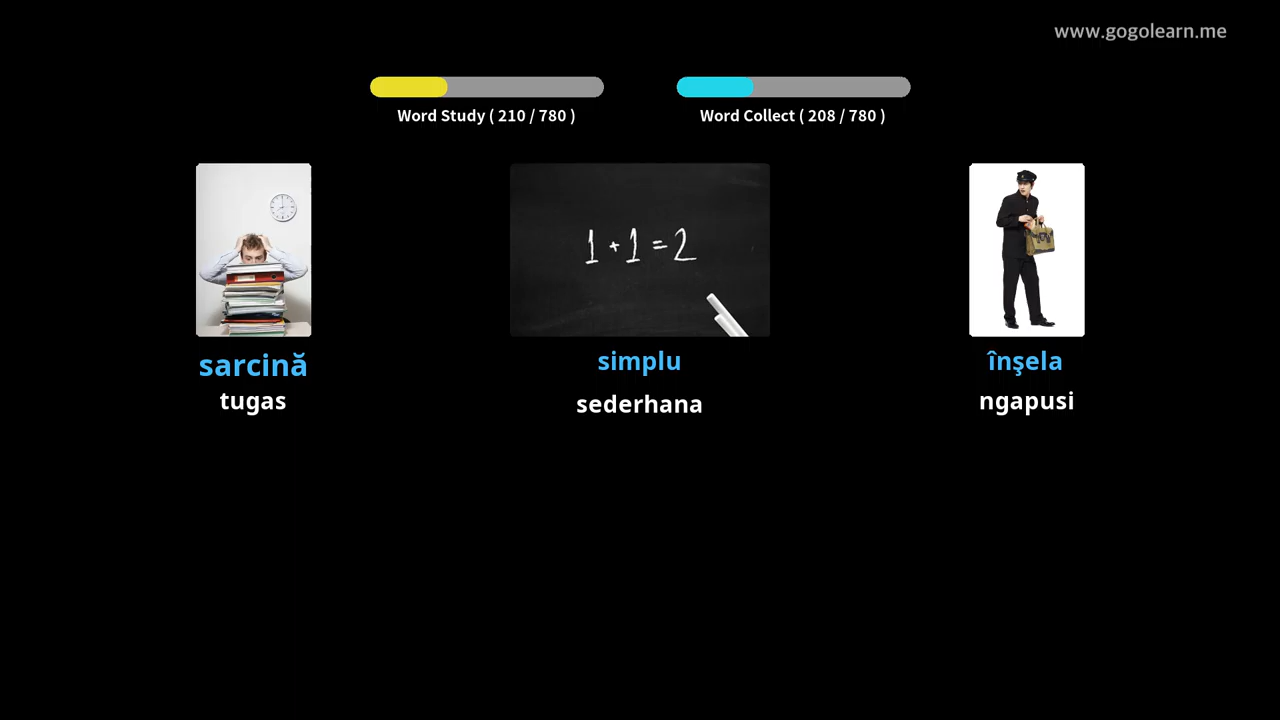 www.gogolearn.me
Word Study ( 210 / 780 )
Word Collect ( 208 / 780 )
1 + 1 = 2
sarcină
simplu
înşela
tugas
sederhana
ngapusi